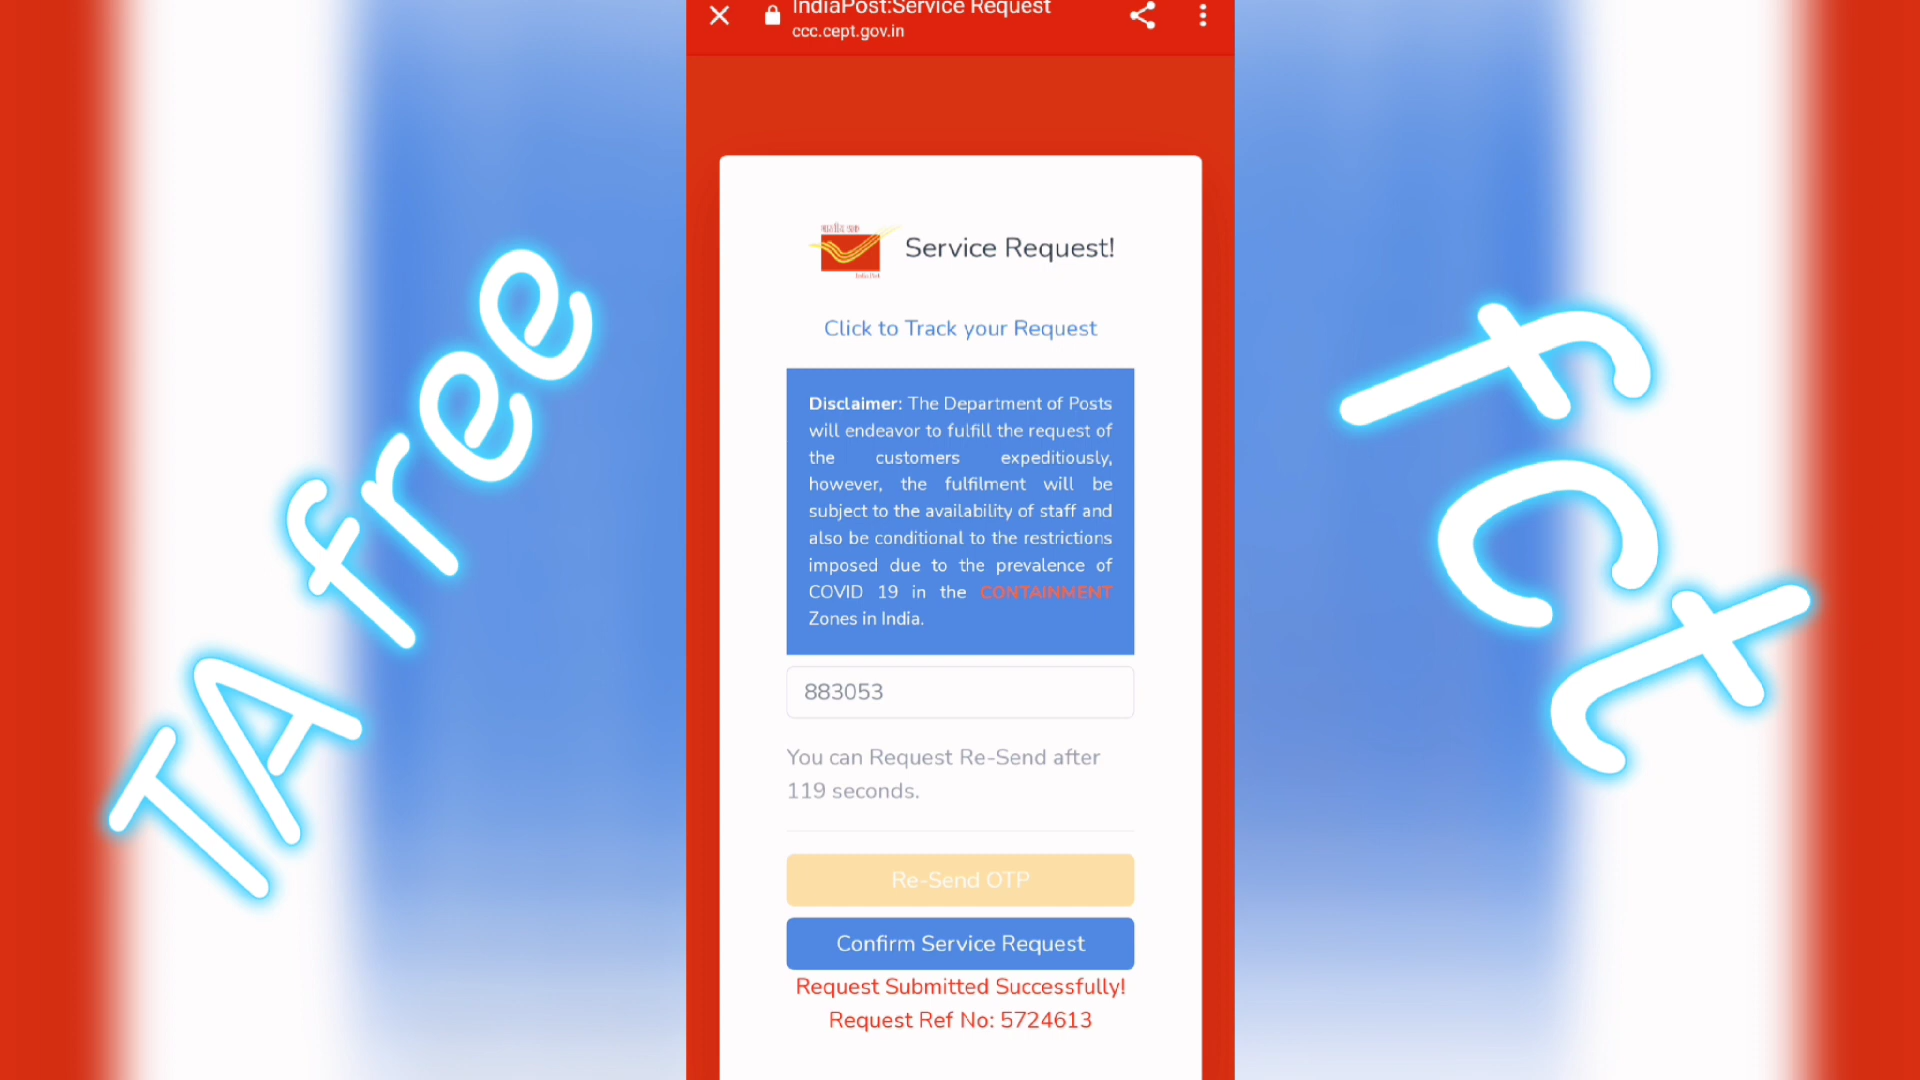 IndiaPost:Service Request
ccc.cept.gov.in
Service Request!
Click to Track your Request
Disclaimer: The Department of Posts
will endeavor to fulfill the request of
the customers expeditiously,
however, the fulfilment will be
subject to the availability of staff and
also be conditional to the restrictions
imposed due to the prevalence of
COVID 19 in the CONTAINMENT
Zones in India.
883053
You can Request Re-Send after
119 seconds.
Re-Send OTP
Confirm Service Request
Request Submitted Successfully!
Request Ref No: 5724613
TA free
fct